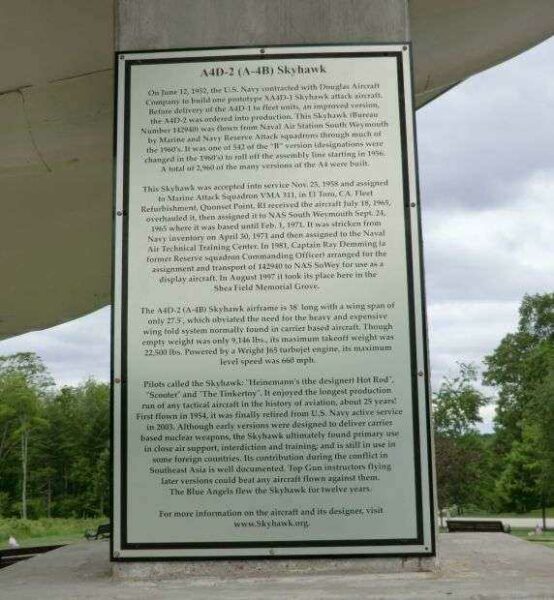 A4D-2 (A-4B) Skyhawk
On June 12, 1952, the U.S. Navy contracted with Douglas Aircraft
Company to build one prototype XA4D-1 Skyhawk attack aircraft.
Before delivery of the A4D-1 to fleet units, an improved version,
the A4D-2 was ordered into production. This Skyhawk (Bureau
Number 142940) was flown from Naval Air Station South Weymouth
by Marine and Navy Reserve Attack squadrons through much of
the 1960's. It was one of 542 of the "B" version (designations were
changed in the 1960's) to roll off the assembly line starting in 1956.
A total of 2,960 of the many versions of the A4 were built.
This Skyhawk was accepted into service Nov. 25, 1958 and assigned
to Marine Attack Squadron VMA 311, in El Toro, CA. Fleet
Refurbishment, Quonset Point, RI received the aircraft July 18, 1965,
overhauled it, then assigned it to NAS South Weymouth Sept. 24,
1965 where it was based until Feb. 1, 1971. It was stricken from
Navy inventory on April 30, 1971 and then assigned to the Naval
Air Technical Training Center. In 1981, Captain Ray Demming (a
former Reserve squadron Commanding Officer) arranged for the
assignment and transport of 142940 to NAS SoWey for use as a
display aircraft. In August 1997 it took its place here in the
Shea Field Memorial Grove.
The A4D-2 (A-4B) Skyhawk airframe is 38' long with a wing span of
only 27.5', which obviated the need for the heavy and expensive
wing fold system normally found in carrier based aircraft. Though
empty weight was only 9,146 lbs., its maximum takeoff weight was
22,500 lbs. Powered by a Wright J65 turbojet engine, its maximum
level speed was 660 mph.
Pilots called the Skyhawk: "Heinemann's (the designer) Hot Rod",
"Scooter" and "The Tinkertoy". It enjoyed the longest production
run of any tactical aircraft in the history of aviation, about 25 years!
First flown in 1954, it was finally retired from U.S. Navy active service
in 2003. Although early versions were designed to deliver carrier
based nuclear weapons, the Skyhawk ultimately found primary use
in close air support, interdiction and training; and is still in use in
some foreign countries. Its contribution during the conflict in
Southeast Asia is well documented. Top Gun instructors flying
later versions could beat any aircraft flown against them.
The Blue Angels flew the Skyhawk for twelve years.
For more information on the aircraft and its designer, visit
www.Skyhawk.org.